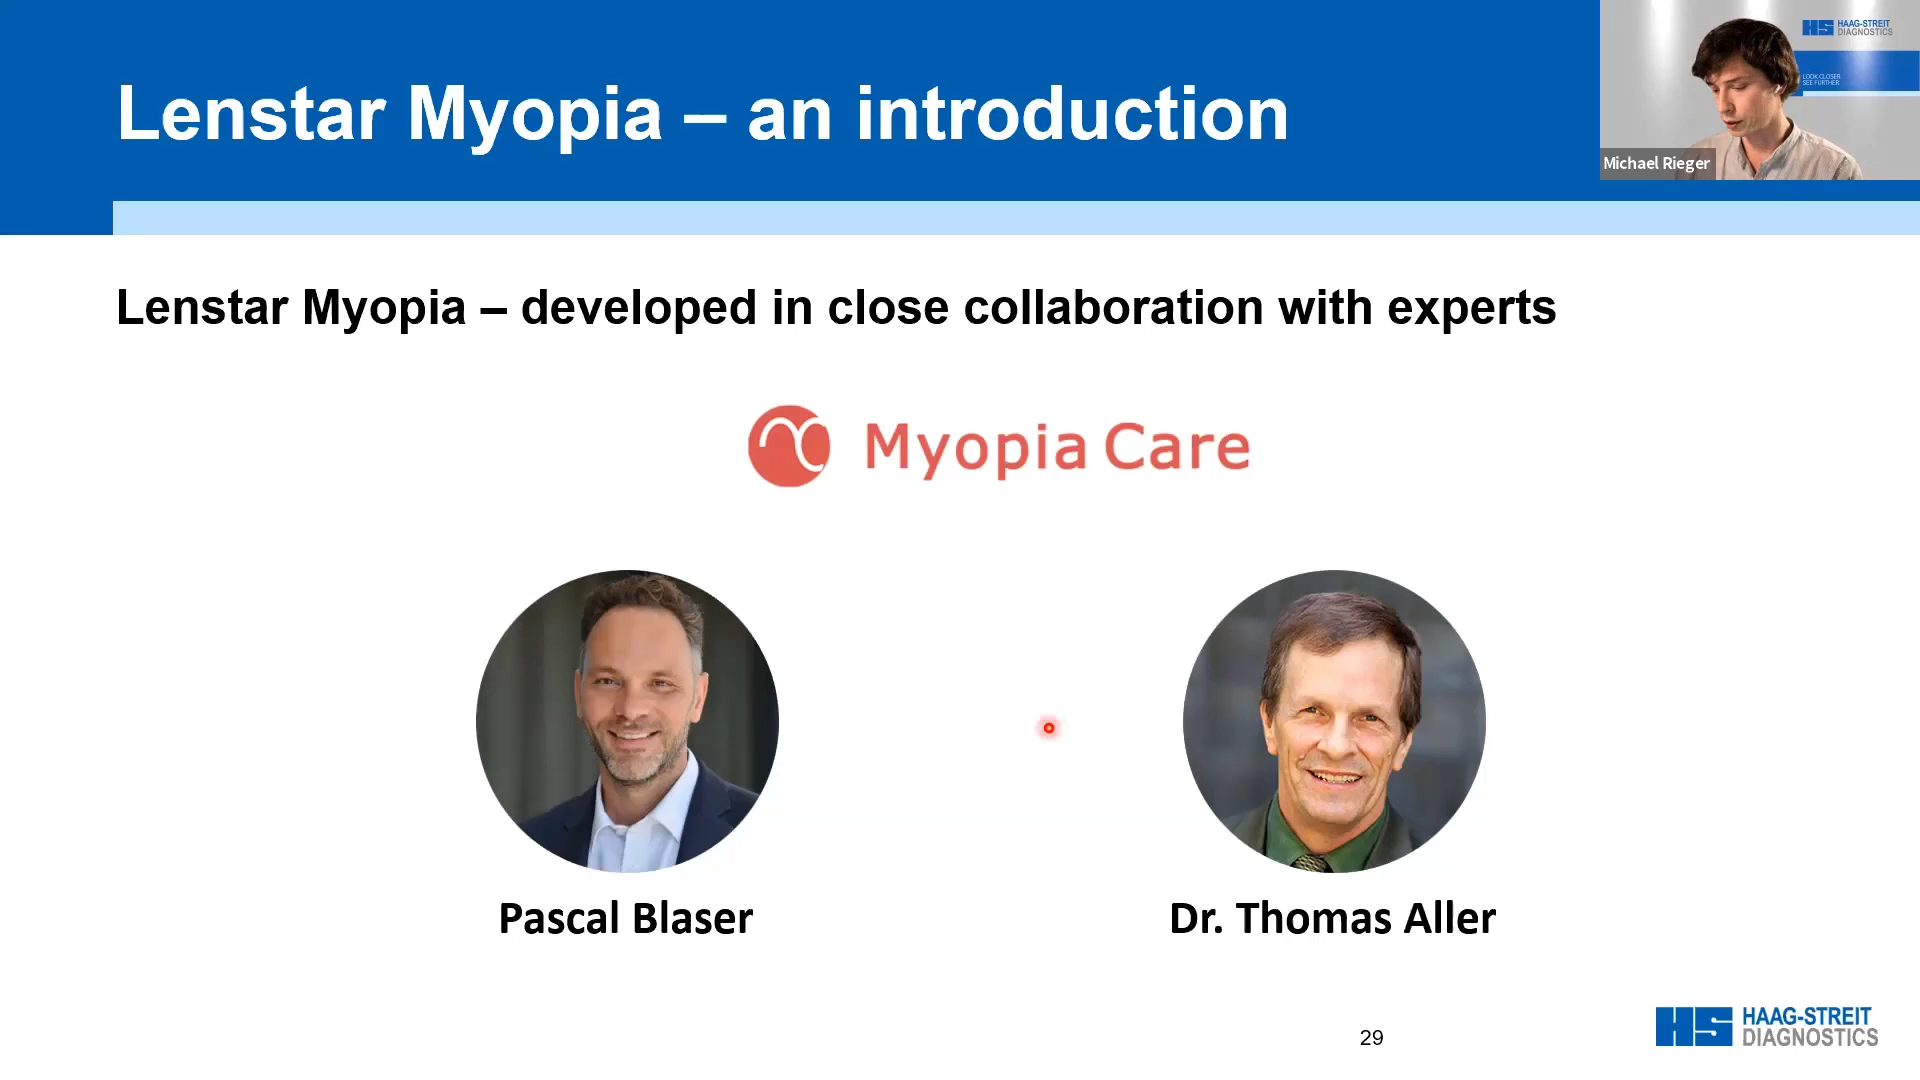 Lenstar Myopia – an introduction
HAAG-STREIT
DIAGNOSTICS
LOOK CLOSER
SEE FURTHER
Michael Rieger
Lenstar Myopia – developed in close collaboration with experts
Myopia Care
Pascal Blaser
Dr. Thomas Aller
29
HS HAAG-STREIT
DIAGNOSTICS